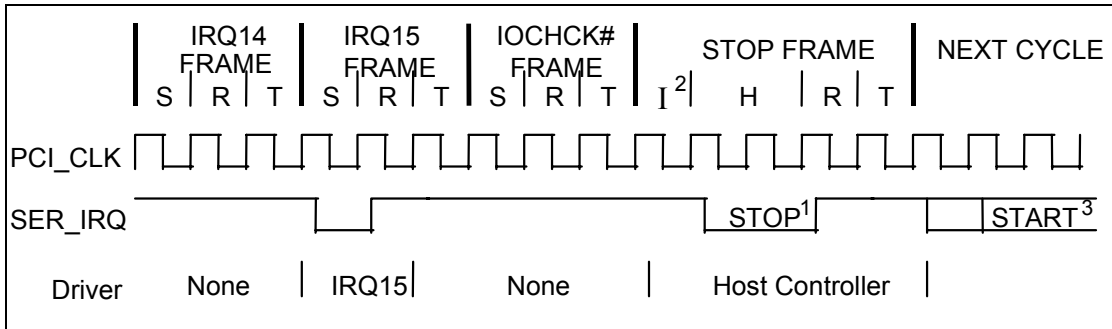 IRQ14 FRAME IRQ15 FRAME IOCHCK# FRAME STOP FRAME NEXT CYCLE
S R T S R T S R T I² H R T
PCI_CLK
SER_IRQ STOP¹ START³
Driver None IRQ15 None Host Controller